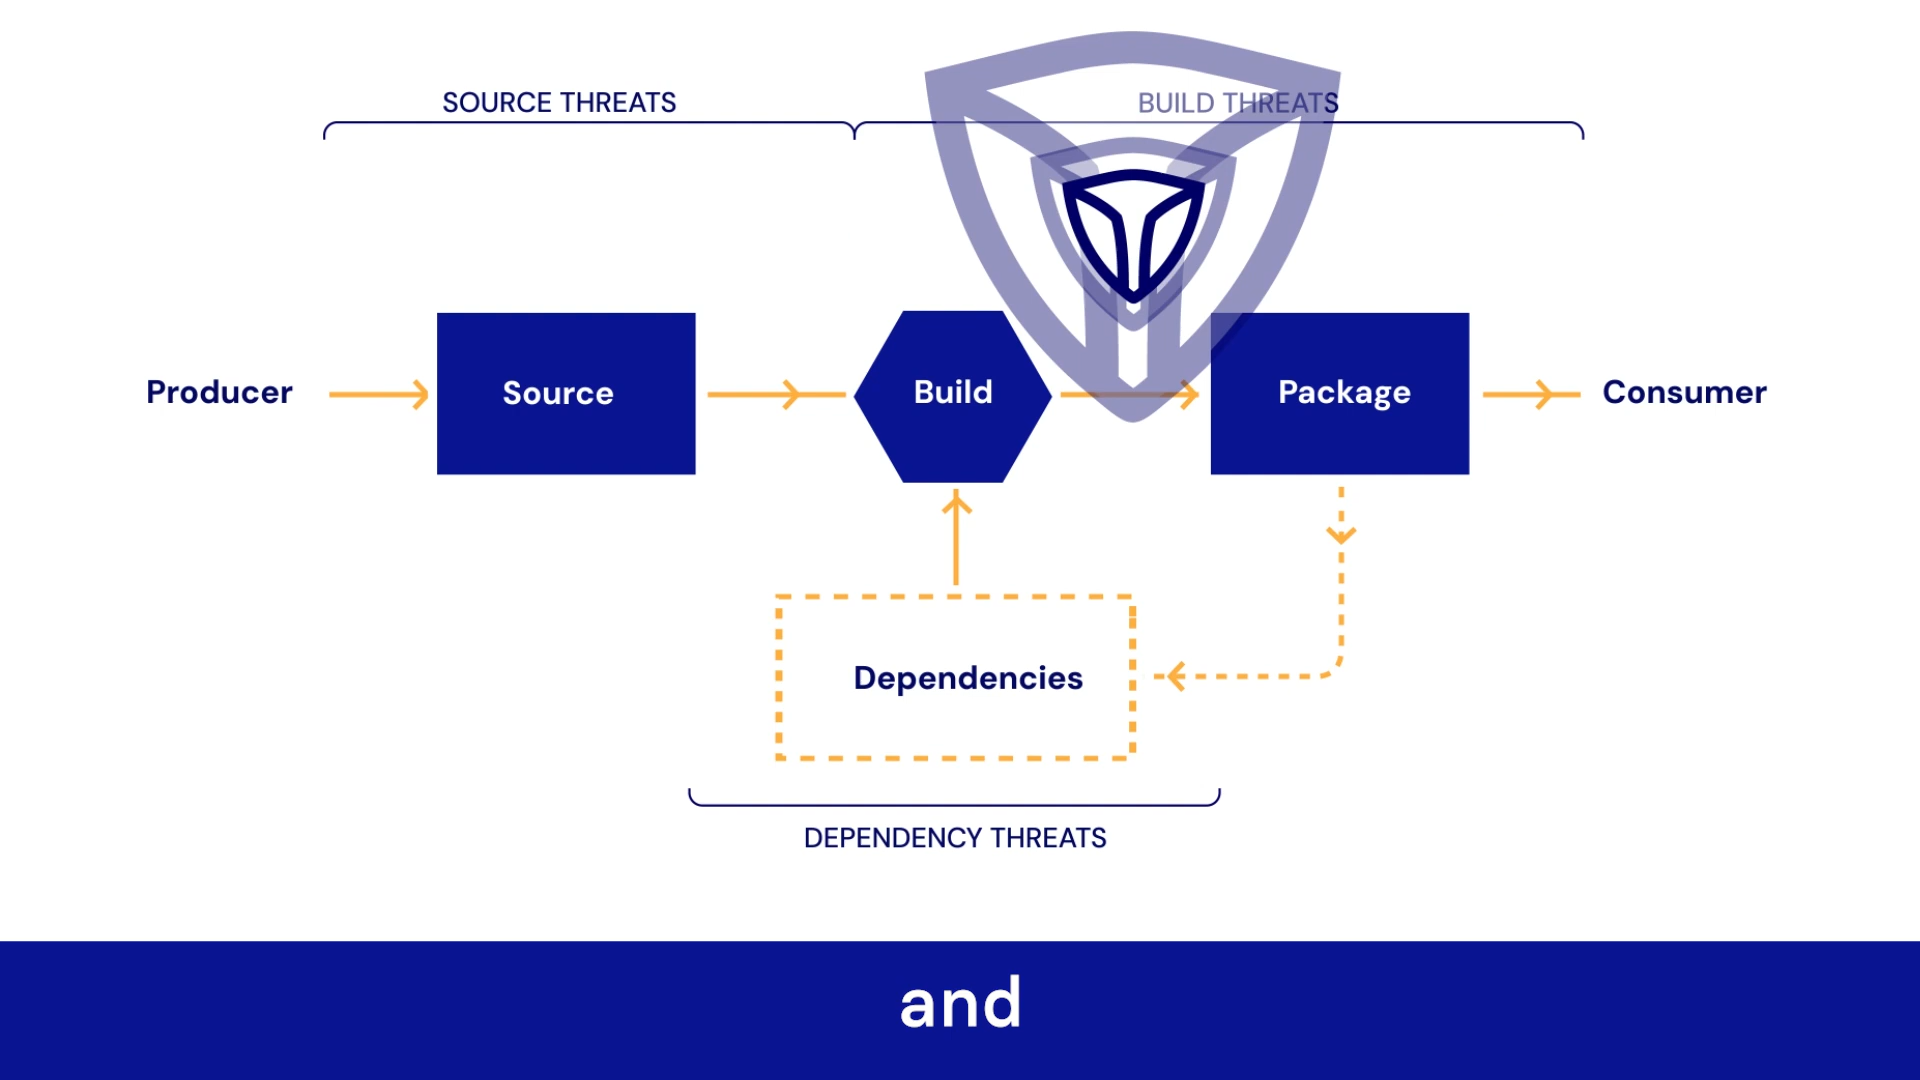 SOURCE THREATS
BUILD THREATS
Producer
Source
Build
Package
Consumer
Dependencies
DEPENDENCY THREATS
and